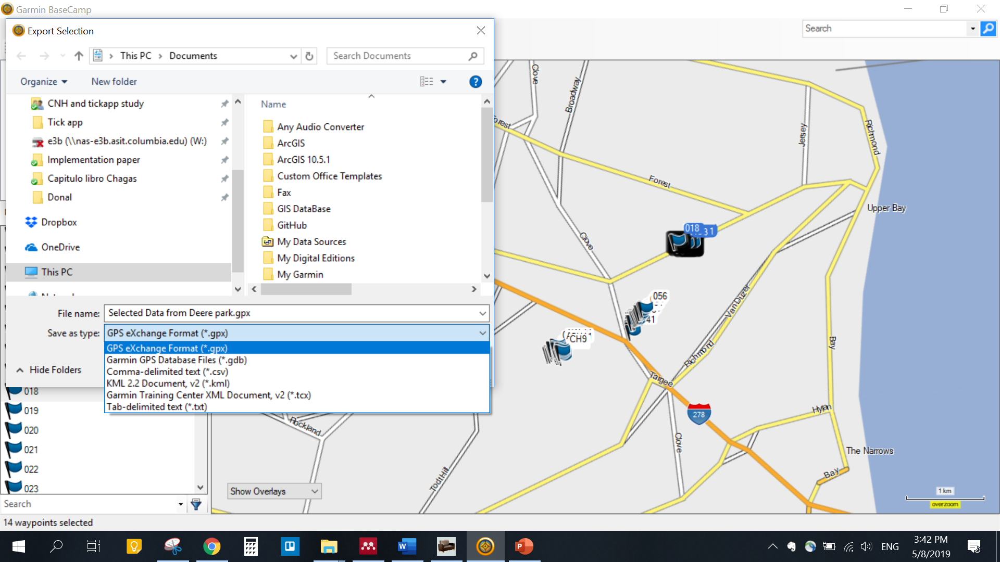 Garmin BaseCamp
Export Selection
Search
This PC
Documents
Search Documents
Organize
New folder
CNH and tickapp study
Tick app
e3b (\\nas-e3b.asit.columbia.edu) (W:)
Implementation paper
Capitulo libro Chagas
Donal
Dropbox
OneDrive
This PC
Name
Any Audio Converter
ArcGIS
ArcGIS 10.5.1
Custom Office Templates
Fax
GIS DataBase
GitHub
My Data Sources
My Digital Editions
My Garmin
File name:
Selected Data from Deere park.gpx
Save as type:
GPS eXchange Format (*.gpx)
GPS eXchange Format (*.gpx)
Garmin GPS Database Files (*.gdb)
Comma-delimited text (*.csv)
KML 2.2 Document, v2 (*.kml)
Garmin Training Center XML Document, v2 (*.tcx)
Tab-delimited text (*.txt)
Hide Folders
018
019
020
021
022
023
Search
14 waypoints selected
Clove
Broadway
Forest
Jersey
Richmond
Forest
Upper Bay
018
31
Clove
056
41
Van Duzer
CH9
Bay
Richmond
Targee
278
Hylan
Rockland
Clove
The Narrows
Todt Hill
Bay
Show Overlays
1 km
overzoom
ENG
3:42 PM
5/8/2019